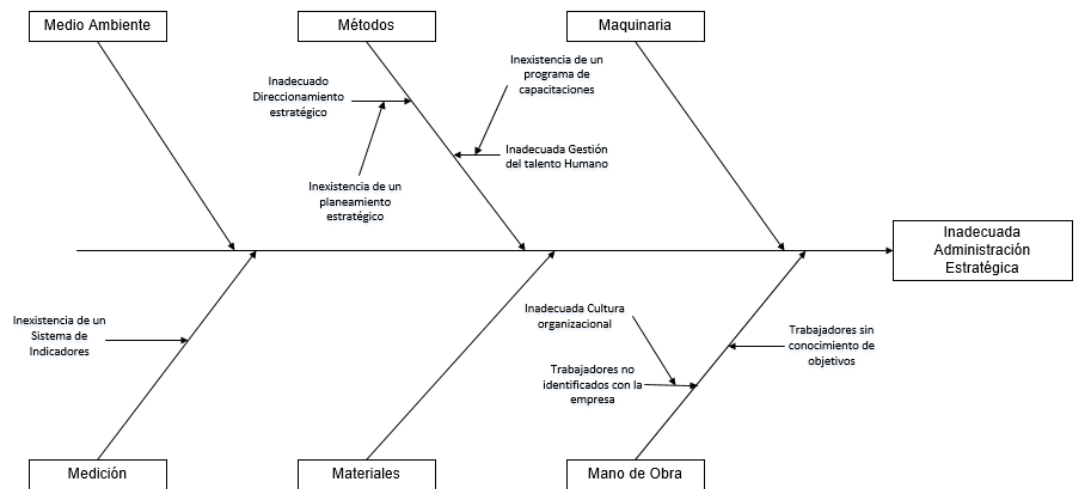 Medio Ambiente
Métodos
Maquinaria
Inexistencia de un
programa de
capacitaciones
Inadecuado
Direccionamiento
estratégico
Inadecuada Gestión
del talento Humano
Inexistencia de un
planeamiento
estratégico
Inadecuada
Administración
Estratégica
Inexistencia de un
Sistema de
Indicadores
Inadecuada Cultura
organizacional
Trabajadores sin
conocimiento de
objetivos
Trabajadores no
identificados con la
empresa
Medición
Materiales
Mano de Obra